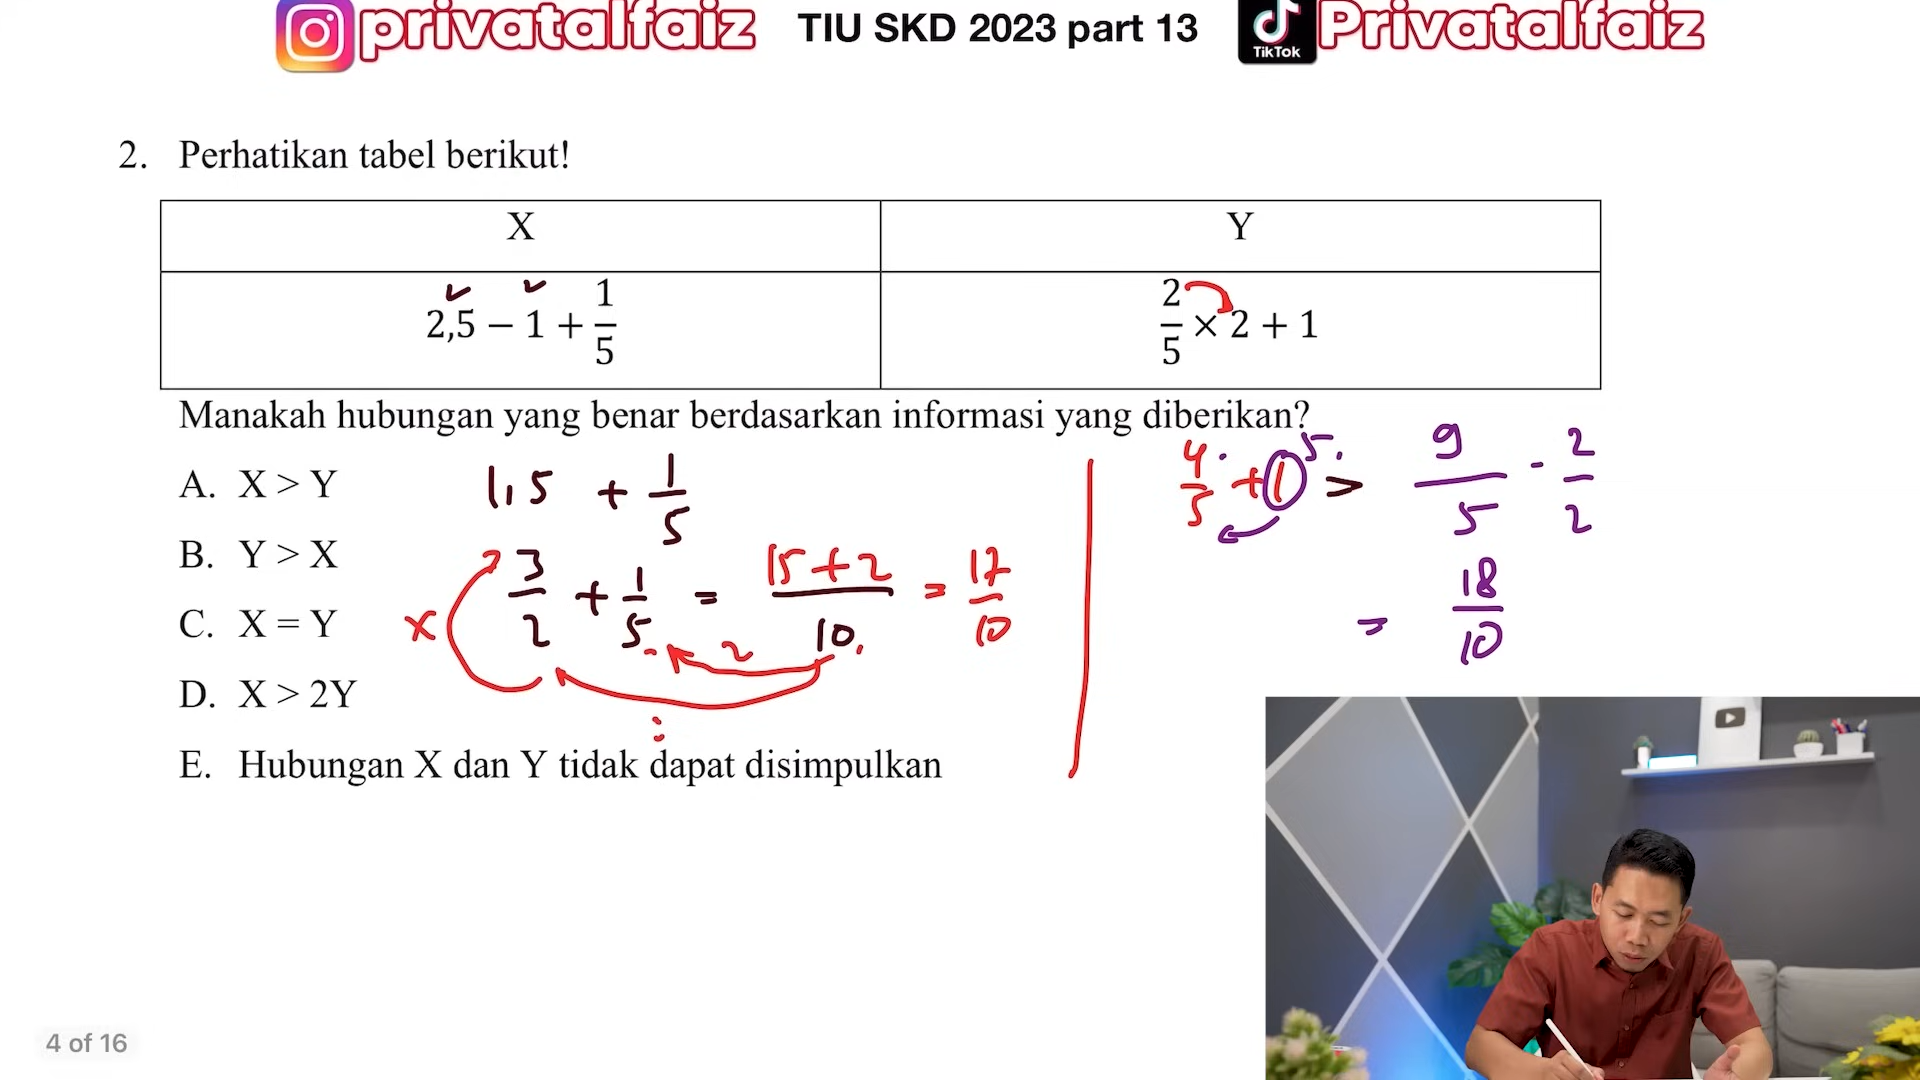 privatalfaiz TIU SKD 2023 part 13 TikTok Privatalfaiz
2. Perhatikan tabel berikut!
X Y
2,5 − 1 + 1/5 2/5 × 2 + 1
Manakah hubungan yang benar berdasarkan informasi yang diberikan?
A. X > Y
B. Y > X
C. X = Y
D. X > 2Y
E. Hubungan X dan Y tidak dapat disimpulkan
1,5 + 1/5
3/2 + 1/5 = 15+2/10 = 17/10
x
2
:
4/5 + 1 5 = 9/5 · 2/2
= 18/10
4 of 16